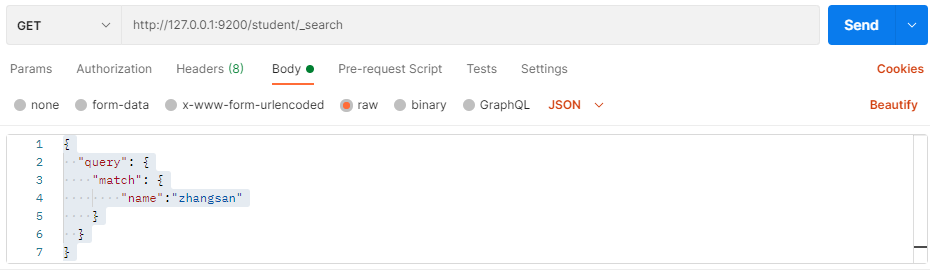 GET http://127.0.0.1:9200/student/_search Send
Params Authorization Headers (8) Body Pre-request Script Tests Settings Cookies
none form-data x-www-form-urlencoded raw binary GraphQL JSON Beautify
1 {
2 "query": {
3 "match": {
4 "name":"zhangsan"
5 }
6 }
7 }